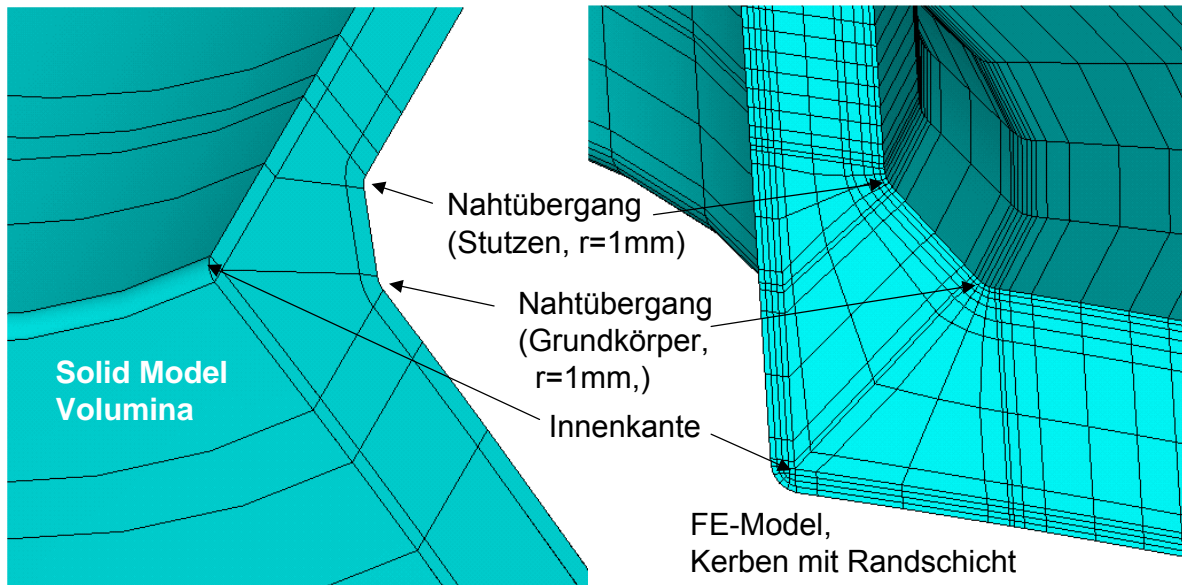 Nahtübergang
(Stutzen, r=1mm)
Nahtübergang
(Grundkörper,
r=1mm,)
Solid Model
Volumina
Innenkante
FE-Model,
Kerben mit Randschicht